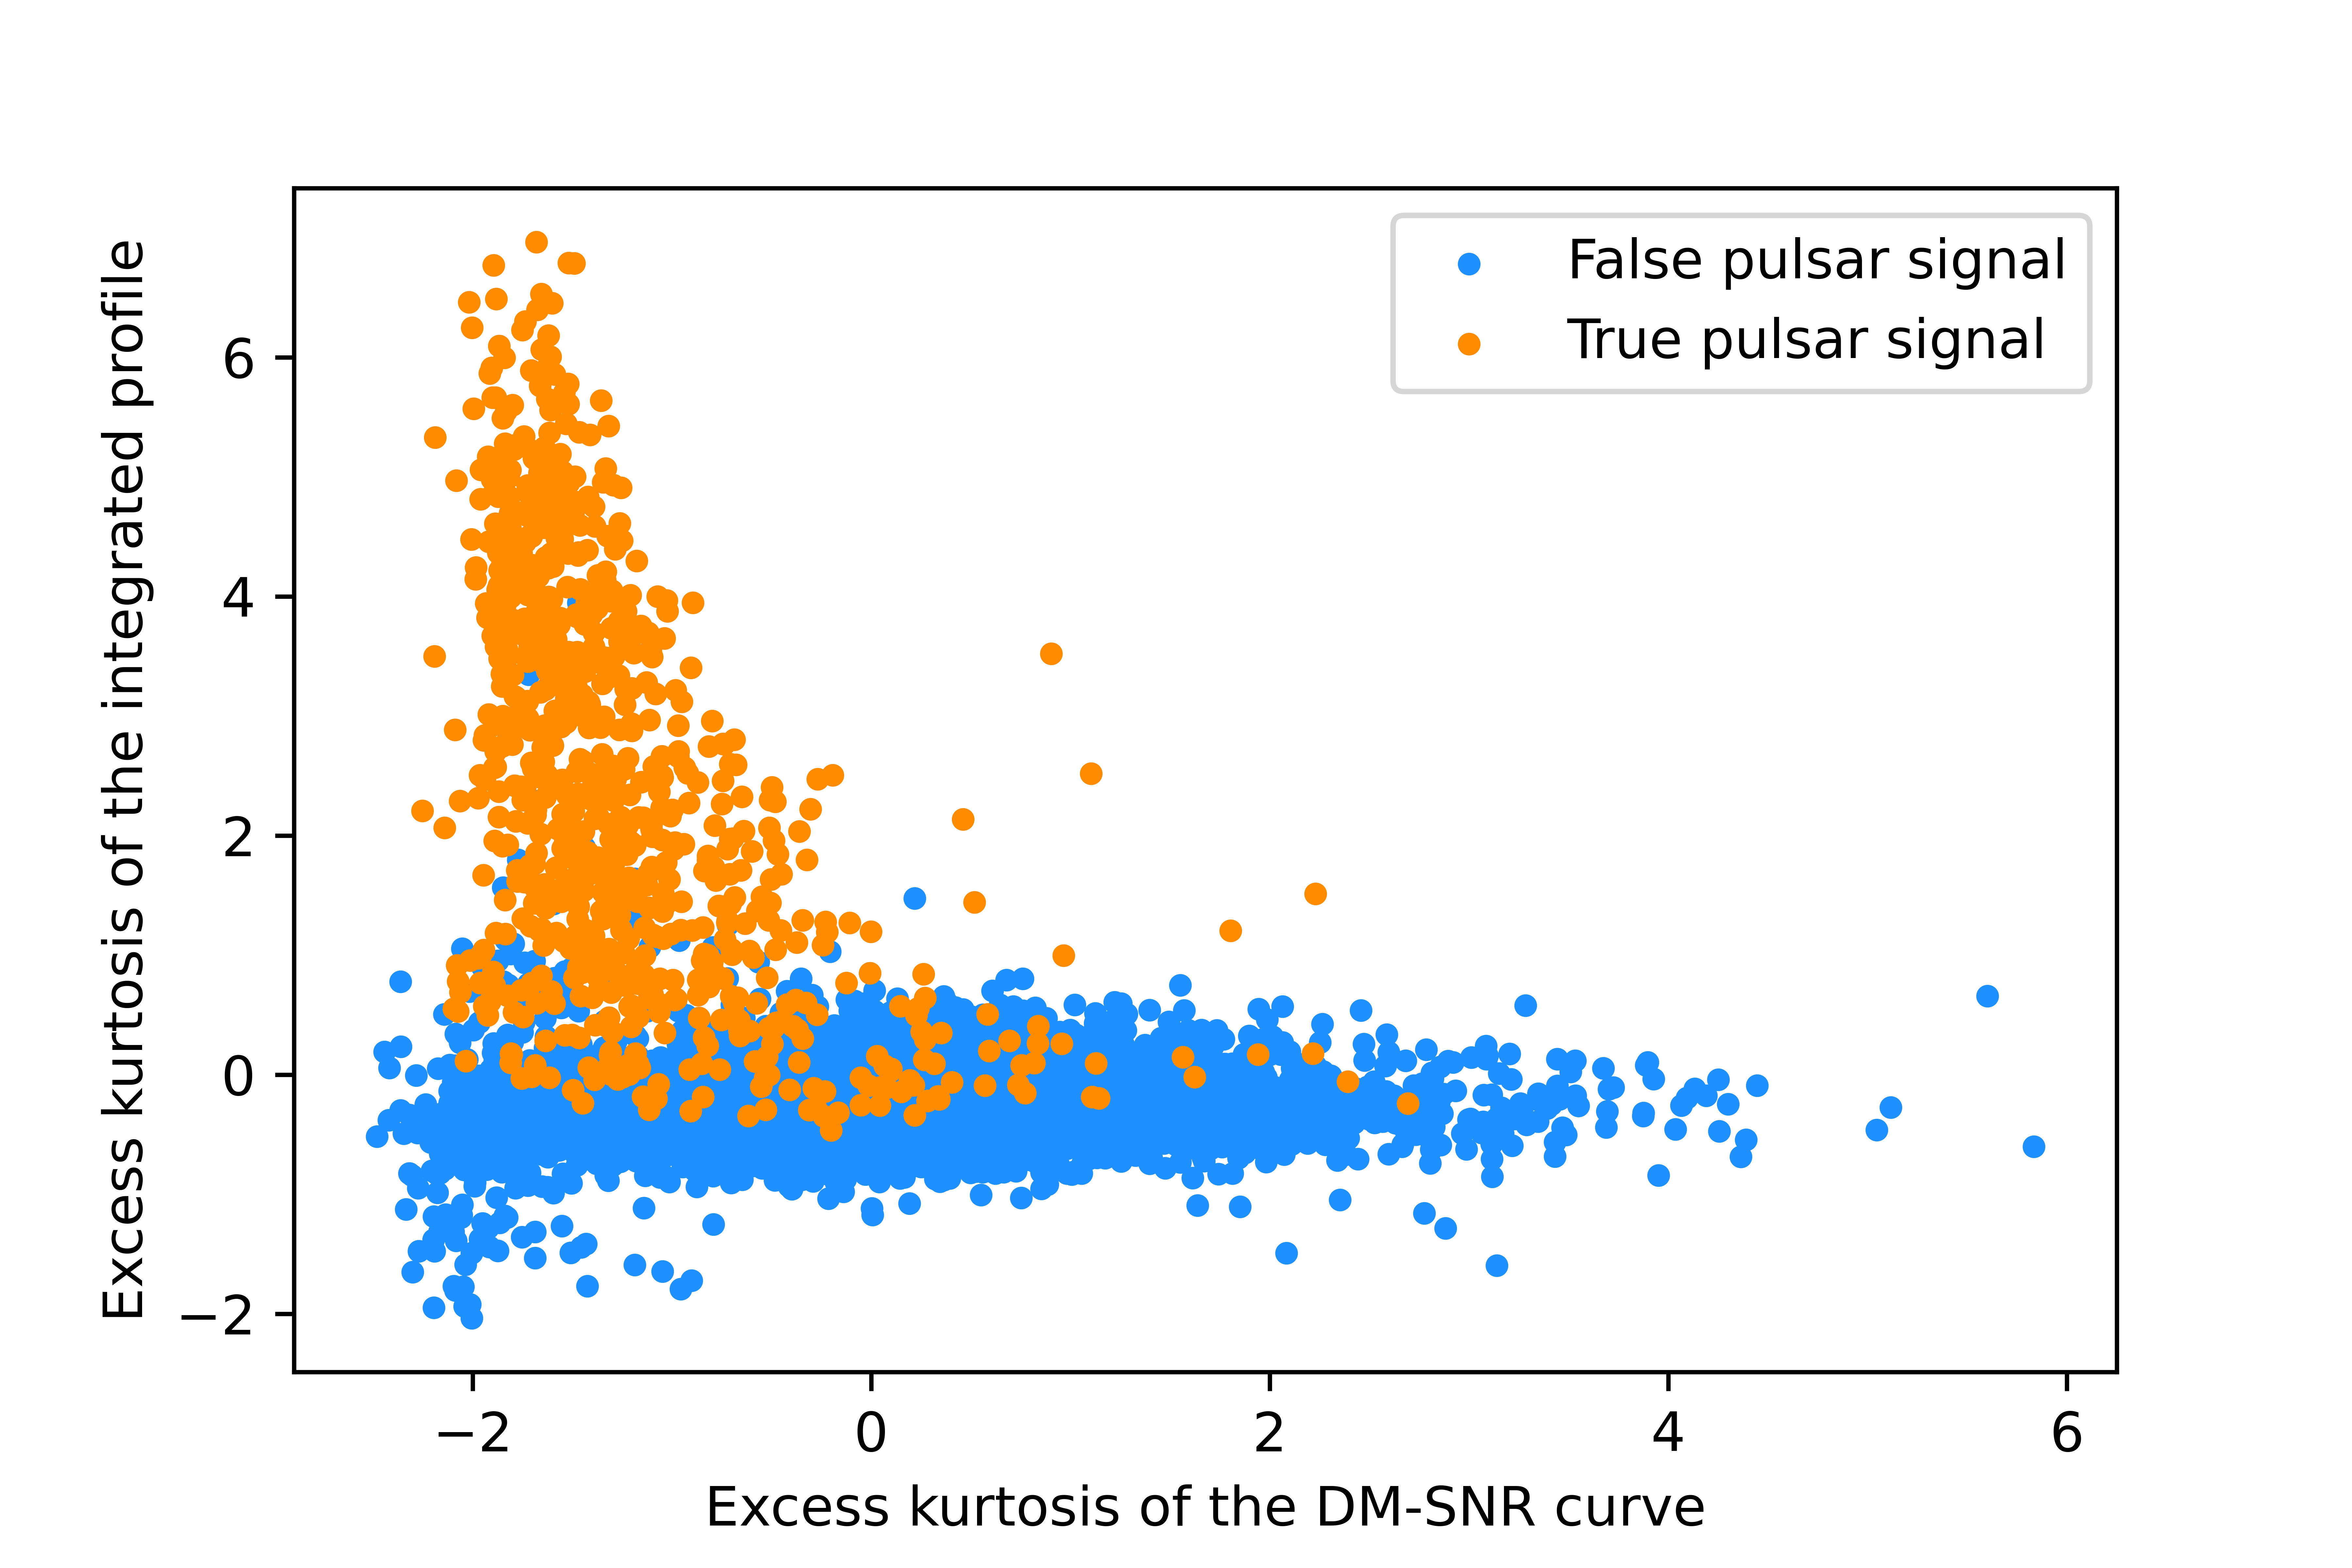 False pulsar signal
True pulsar signal
Excess kurtosis of the integrated profile
6
4
2
0
−2
−2 0 2 4 6
Excess kurtosis of the DM-SNR curve